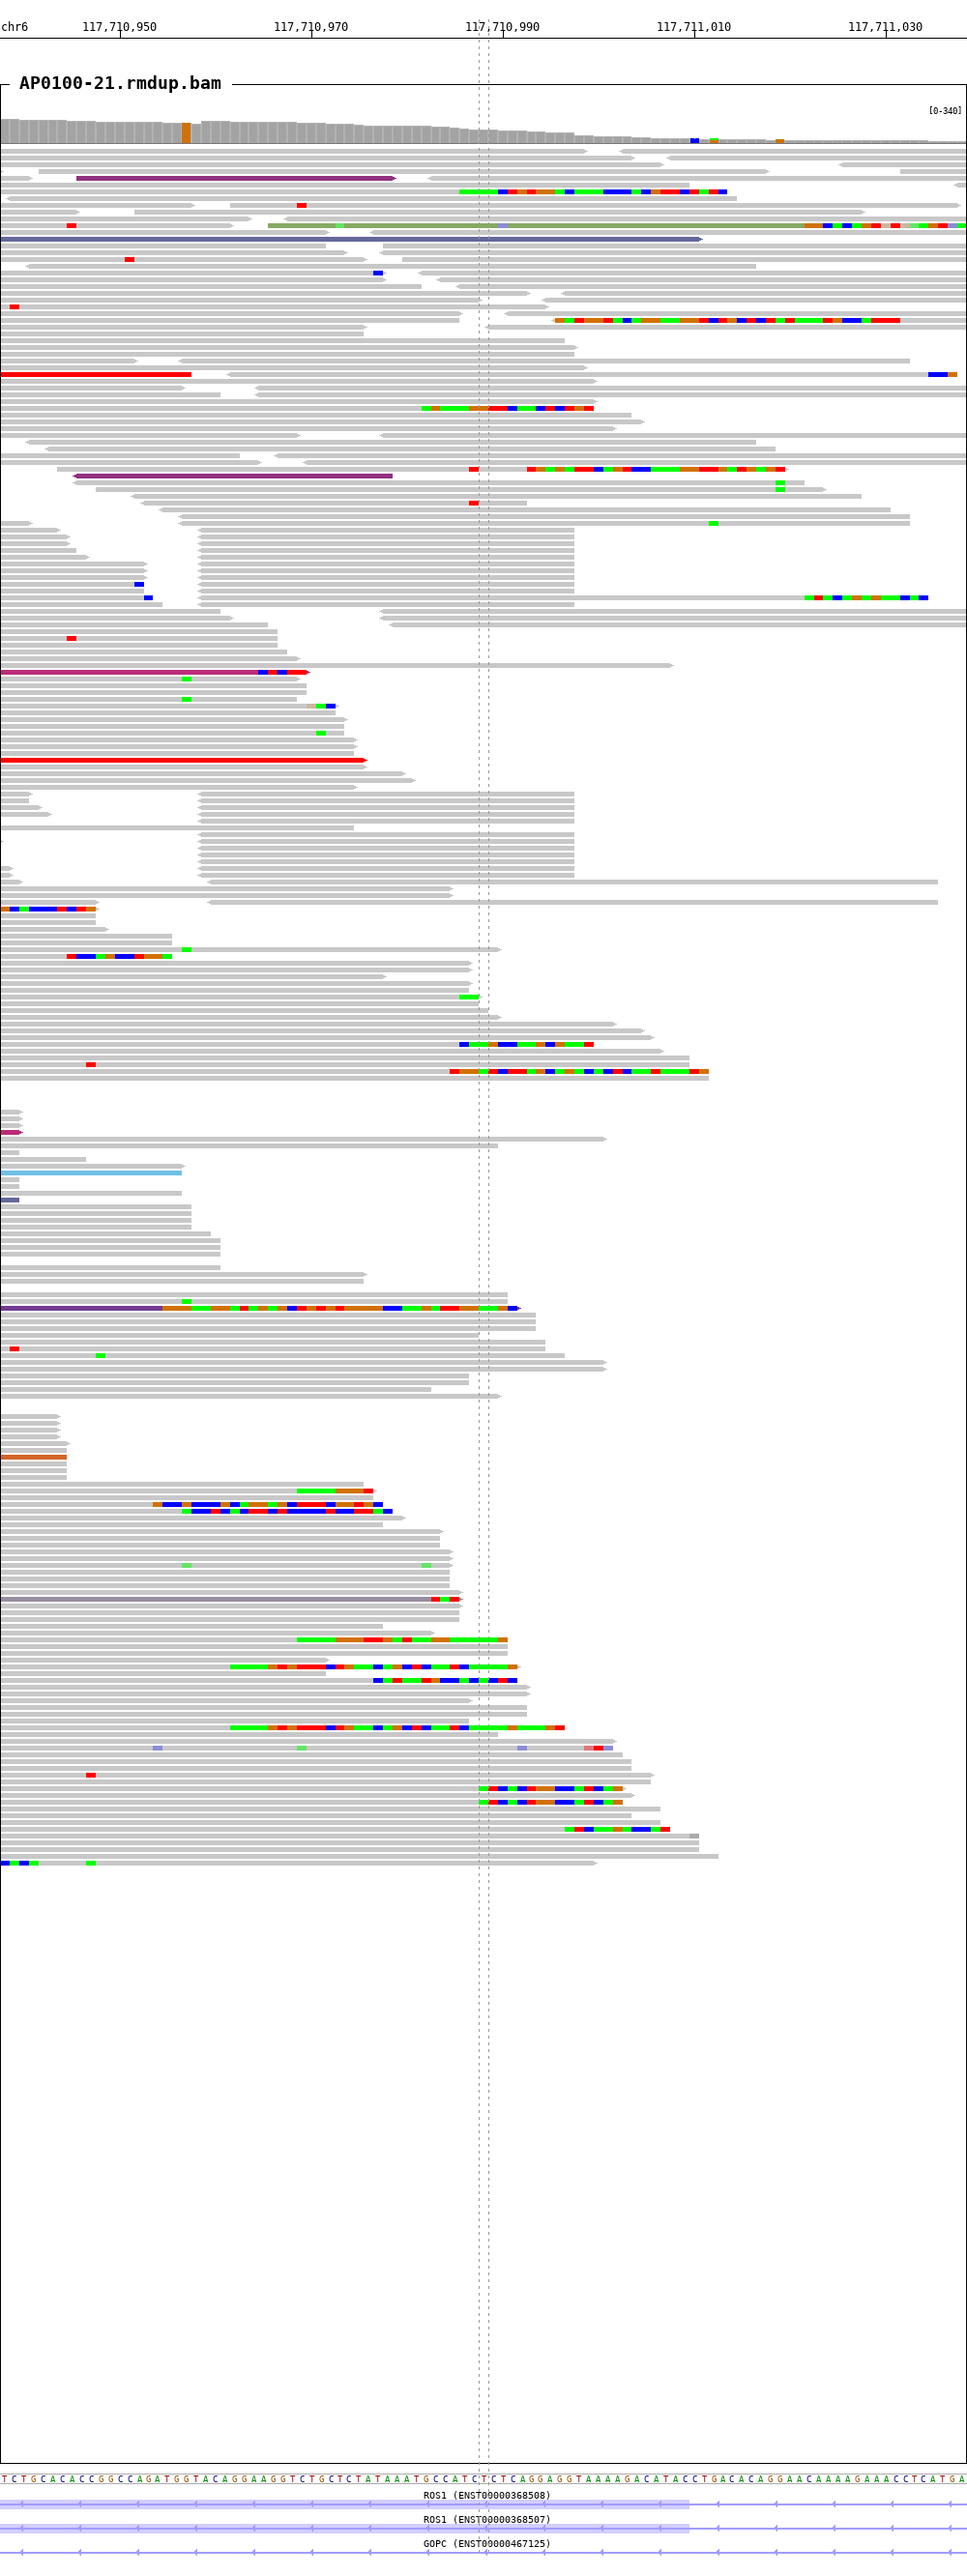 chr6 117,710,950 117,710,970 117,710,990 117,711,010 117,711,030
AP0100-21.rmdup.bam
[0-340]
TCTGCACACCGGCCAGATGGTACAGGAAGGTCTGCTCTATAAATGCCATCTCTCAGGAGGTAAAAGACATACCTGACACAGGAACAAAAGAAACCTCATGA
ROS1 (ENST00000368508)
ROS1 (ENST00000368507)
GOPC (ENST00000467125)